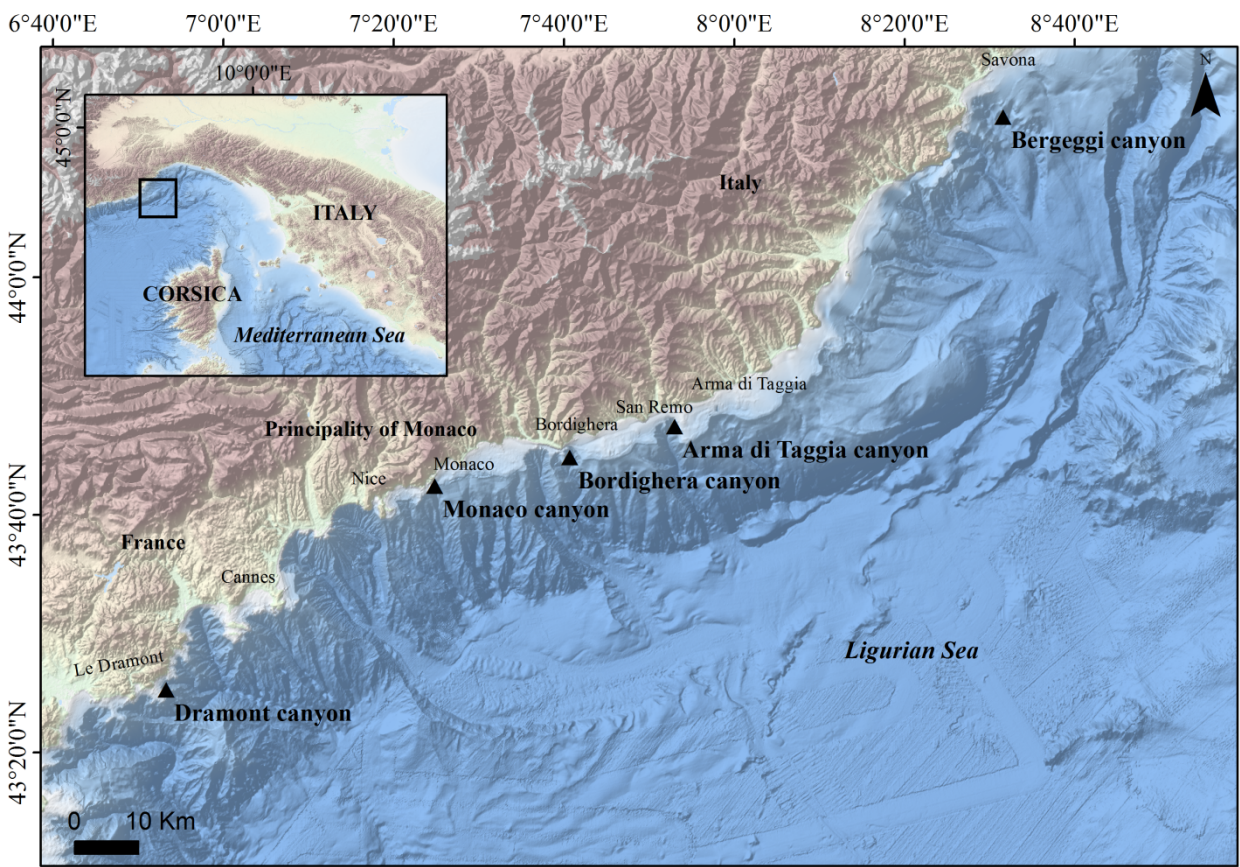 6°40'0"E 7°00'0"E 7°20'0"E 7°40'0"E 8°00'0"E 8°20'0"E 8°40'0"E
Savona
N
10°0'0"E
45°0'0"N
Bergeggi canyon
Italy
ITALY
44°0'0"N
CORSICA
Mediterranean Sea
Arma di Taggia
San Remo
Bordighera
Principality of Monaco
Arma di Taggia canyon
Monaco
Bordighera canyon
Nice
Monaco canyon
43°40'0"N
France
Cannes
Ligurian Sea
Le Dramont
Dramont canyon
43°20'0"N
0 10 Km